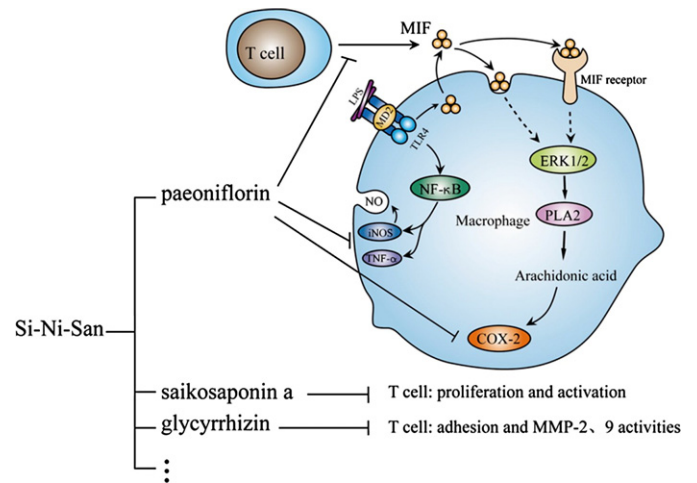 T cell
MIF
MIF receptor
LPS
MD2
TLR4
ERK1/2
NF-κB
NO
PLA2
Macrophage
iNOS
TNF-α
Arachidonic acid
COX-2
paeoniflorin
Si-Ni-San
saikosaponin a
T cell: proliferation and activation
glycyrrhizin
T cell: adhesion and MMP-2、9 activities